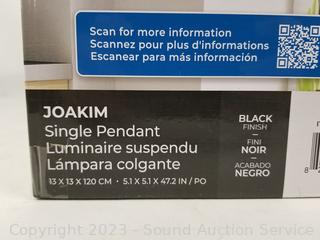 Scan for more information
Scannez pour plus d'informations
Escanear para más información
JOAKIM
Single Pendant
Luminaire suspendu
Lámpara colgante
13 X 13 X 120 CM • 5.1 X 5.1 X 47.2 IN / PO
BLACK
FINISH
FINI
NOIR
ACABADO
NEGRO
Copyright 2023 - Sound Auction Service